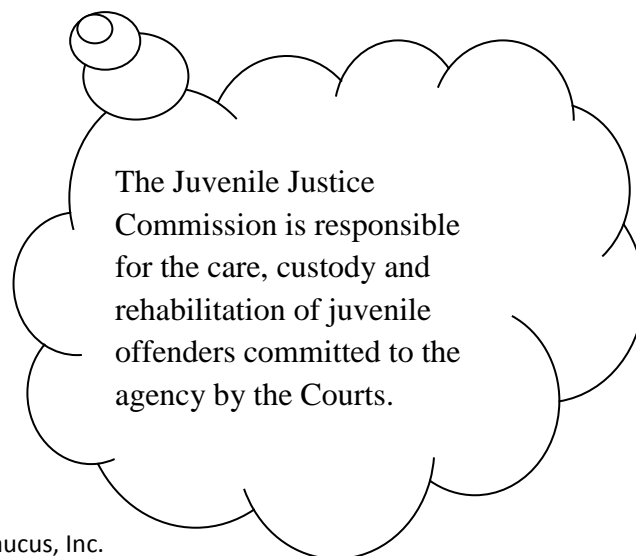 The Juvenile Justice
Commission is responsible
for the care, custody and
rehabilitation of juvenile
offenders committed to the
agency by the Courts.
Inc.